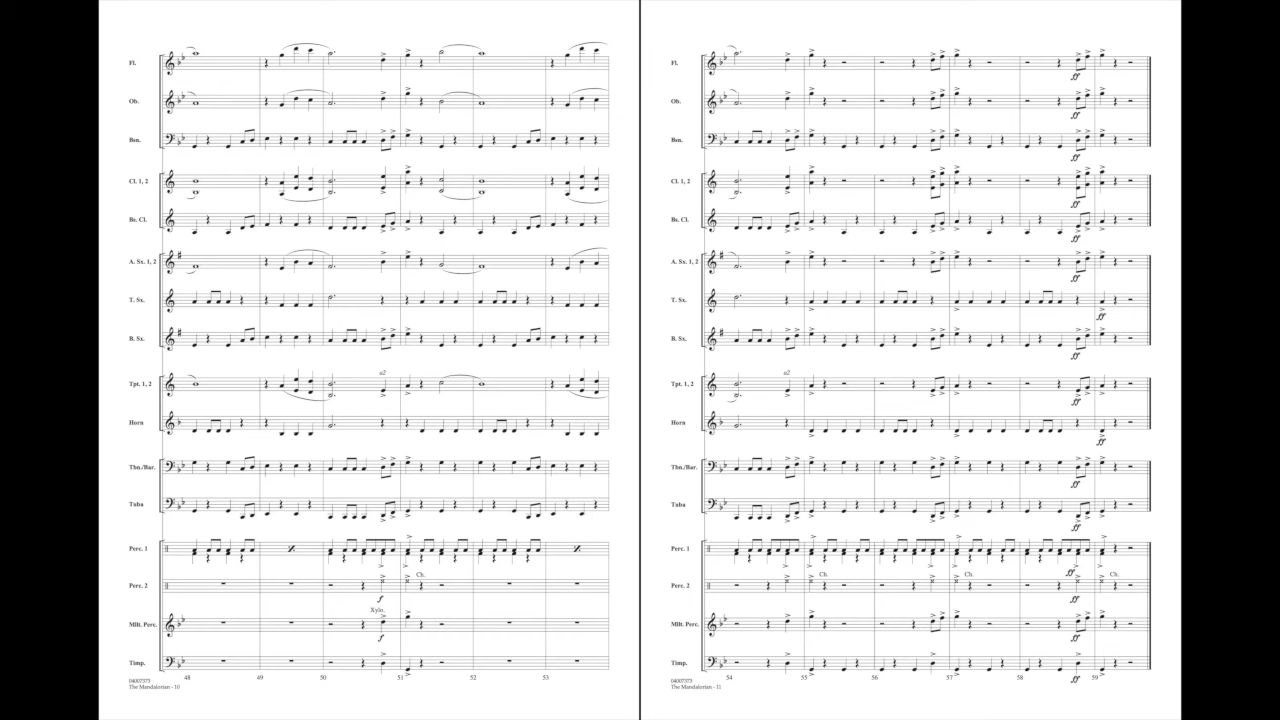 Fl.
Ob.
Bsn.
Cl. 1, 2
Bs. Cl.
A. Sx. 1, 2
T. Sx.
B. Sx.
a2
Tpt. 1, 2
Horn
Tbn./Bar.
Tuba
Perc. 1
Ch.
Perc. 2
f
Xylo.
Mlt. Perc.
f
Timp.
48 49 50 51 52 53
04007373
The Mandalorian - 10
Fl.
ff
Ob.
ff
Bsn.
ff
Cl. 1, 2
ff
Bs. Cl.
ff
A. Sx. 1, 2
ff
T. Sx.
ff
B. Sx.
ff
a2
Tpt. 1, 2
ff
Horn
ff
Tbn./Bar.
ff
Tuba
ff
Perc. 1
ff
Ch. Ch. Ch.
Perc. 2
ff
Mlt. Perc.
ff
Timp.
ff
54 55 56 57 58 59
04007373
The Mandalorian - 11